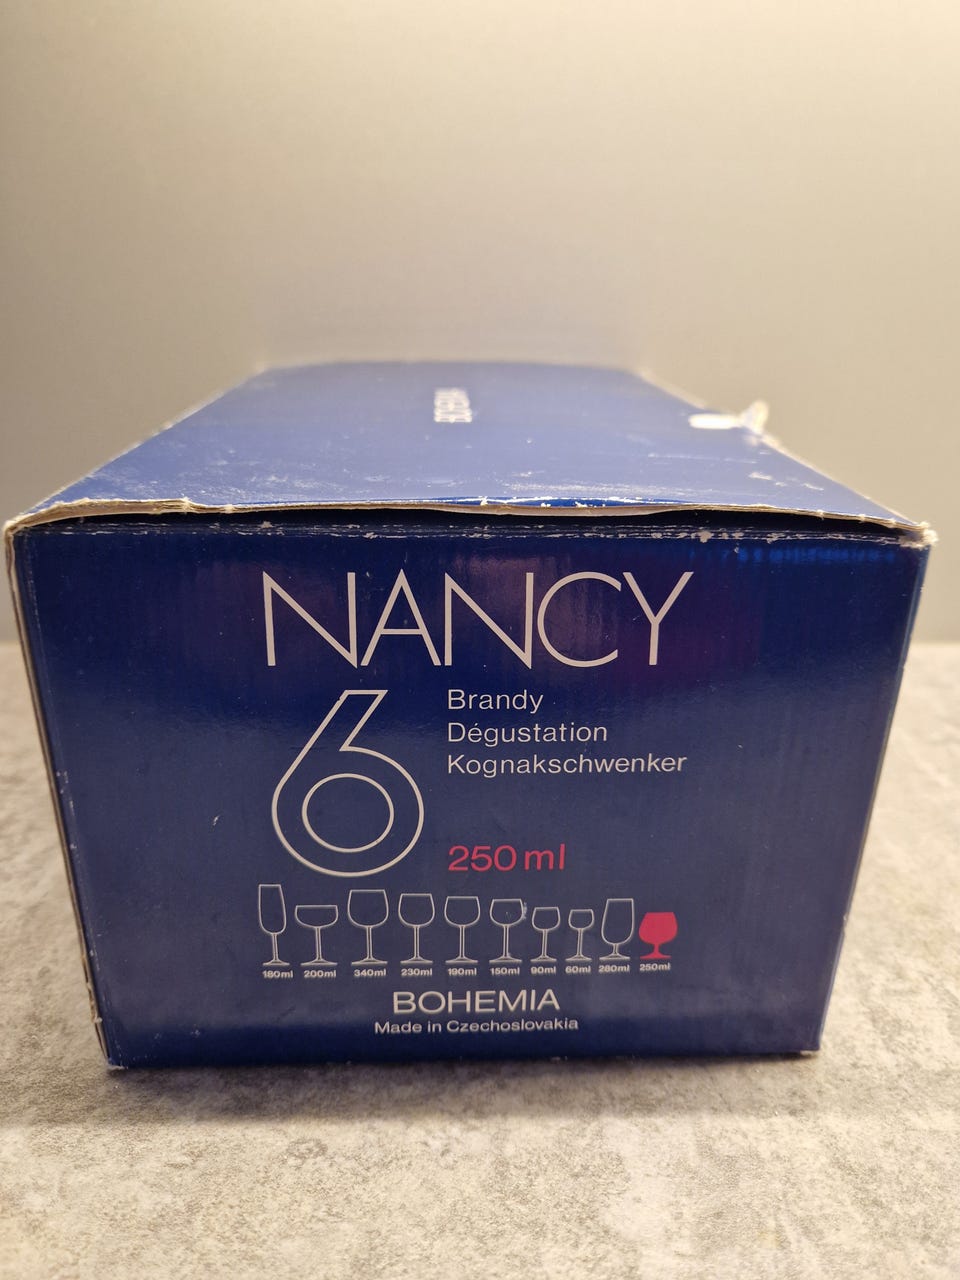 BOHEMIA
NANCY
6
Brandy
Dégustation
Kognakschwenker
250 ml
180ml 200ml 340ml 230ml 190ml 150ml 90ml 60ml 280ml 250ml
BOHEMIA
Made in Czechoslovakia